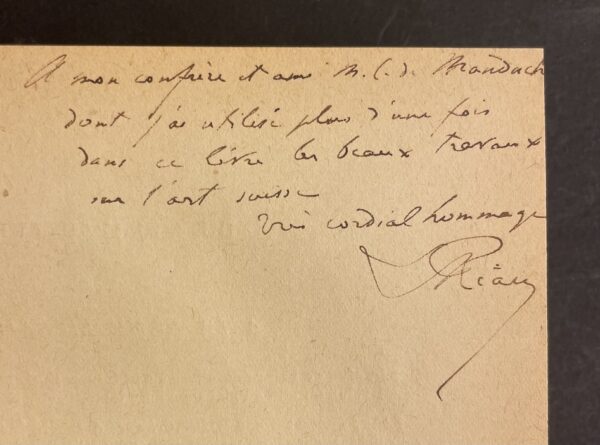 A mon confrère et ami M. C. de Mandach
dont j'ai utilisé plus d'une fois
dans ce livre les beaux travaux
sur l'art suisse
Très cordial hommage
L Réau